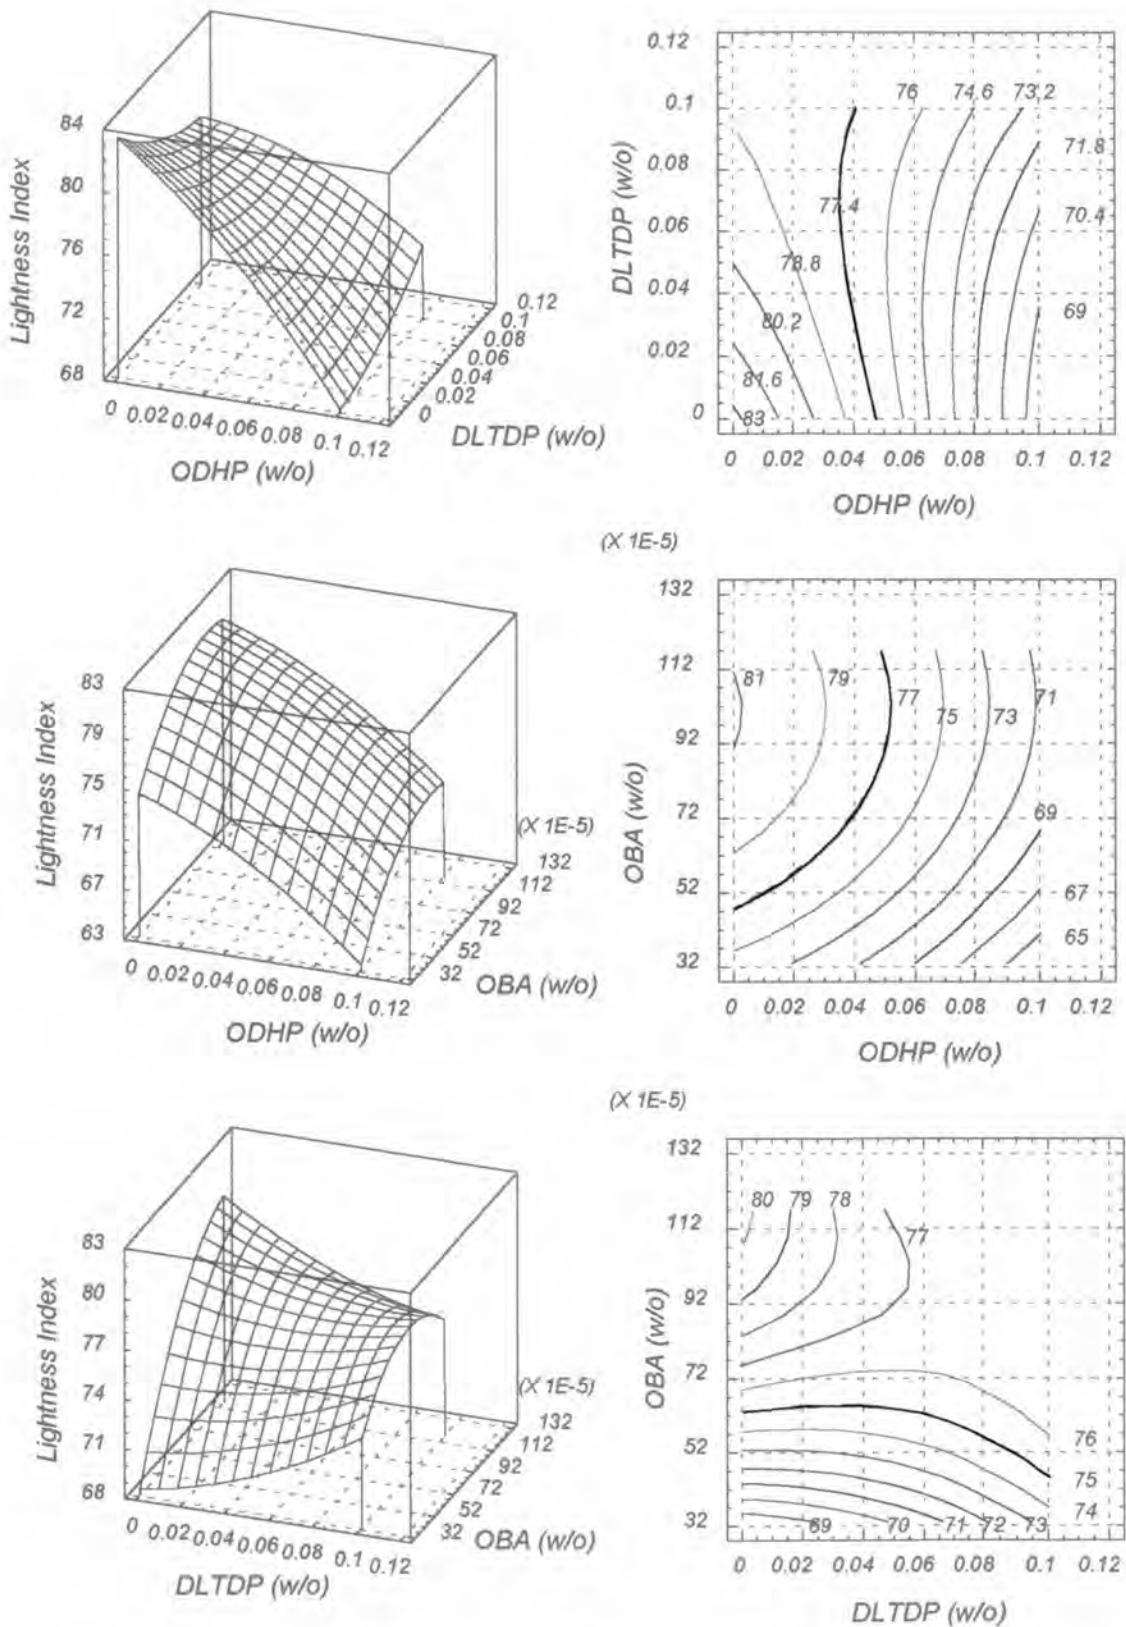 84
80
76
72
68
Lightness Index
0 0.02 0.04 0.06 0.08 0.1 0.12
ODHP (w/o)
0
0.02
0.04
0.06
0.08
0.1
0.12
DLTDP (w/o)
0.12
0.1
0.08
0.06
0.04
0.02
0
DLTDP (w/o)
76 74.6 73.2
71.8
70.4
69
77.4
78.8
80.2
81.6
83
0 0.02 0.04 0.06 0.08 0.1 0.12
ODHP (w/o)
83
79
75
71
67
63
Lightness Index
0 0.02 0.04 0.06 0.08 0.1 0.12
ODHP (w/o)
(X 1E-5)
132
112
92
72
52
32
OBA (w/o)
(X 1E-5)
132
112
92
72
52
32
OBA (w/o)
81 79 77 75 73 71
69
67
65
0 0.02 0.04 0.06 0.08 0.1 0.12
ODHP (w/o)
83
80
77
74
71
68
Lightness Index
0 0.02 0.04 0.06 0.08 0.1 0.12
DLTDP (w/o)
(X 1E-5)
132
112
92
72
52
32
OBA (w/o)
(X 1E-5)
132
112
92
72
52
32
OBA (w/o)
80 79 78
77
76
75
74
69 70 71 72 73
0 0.02 0.04 0.06 0.08 0.1 0.12
DLTDP (w/o)